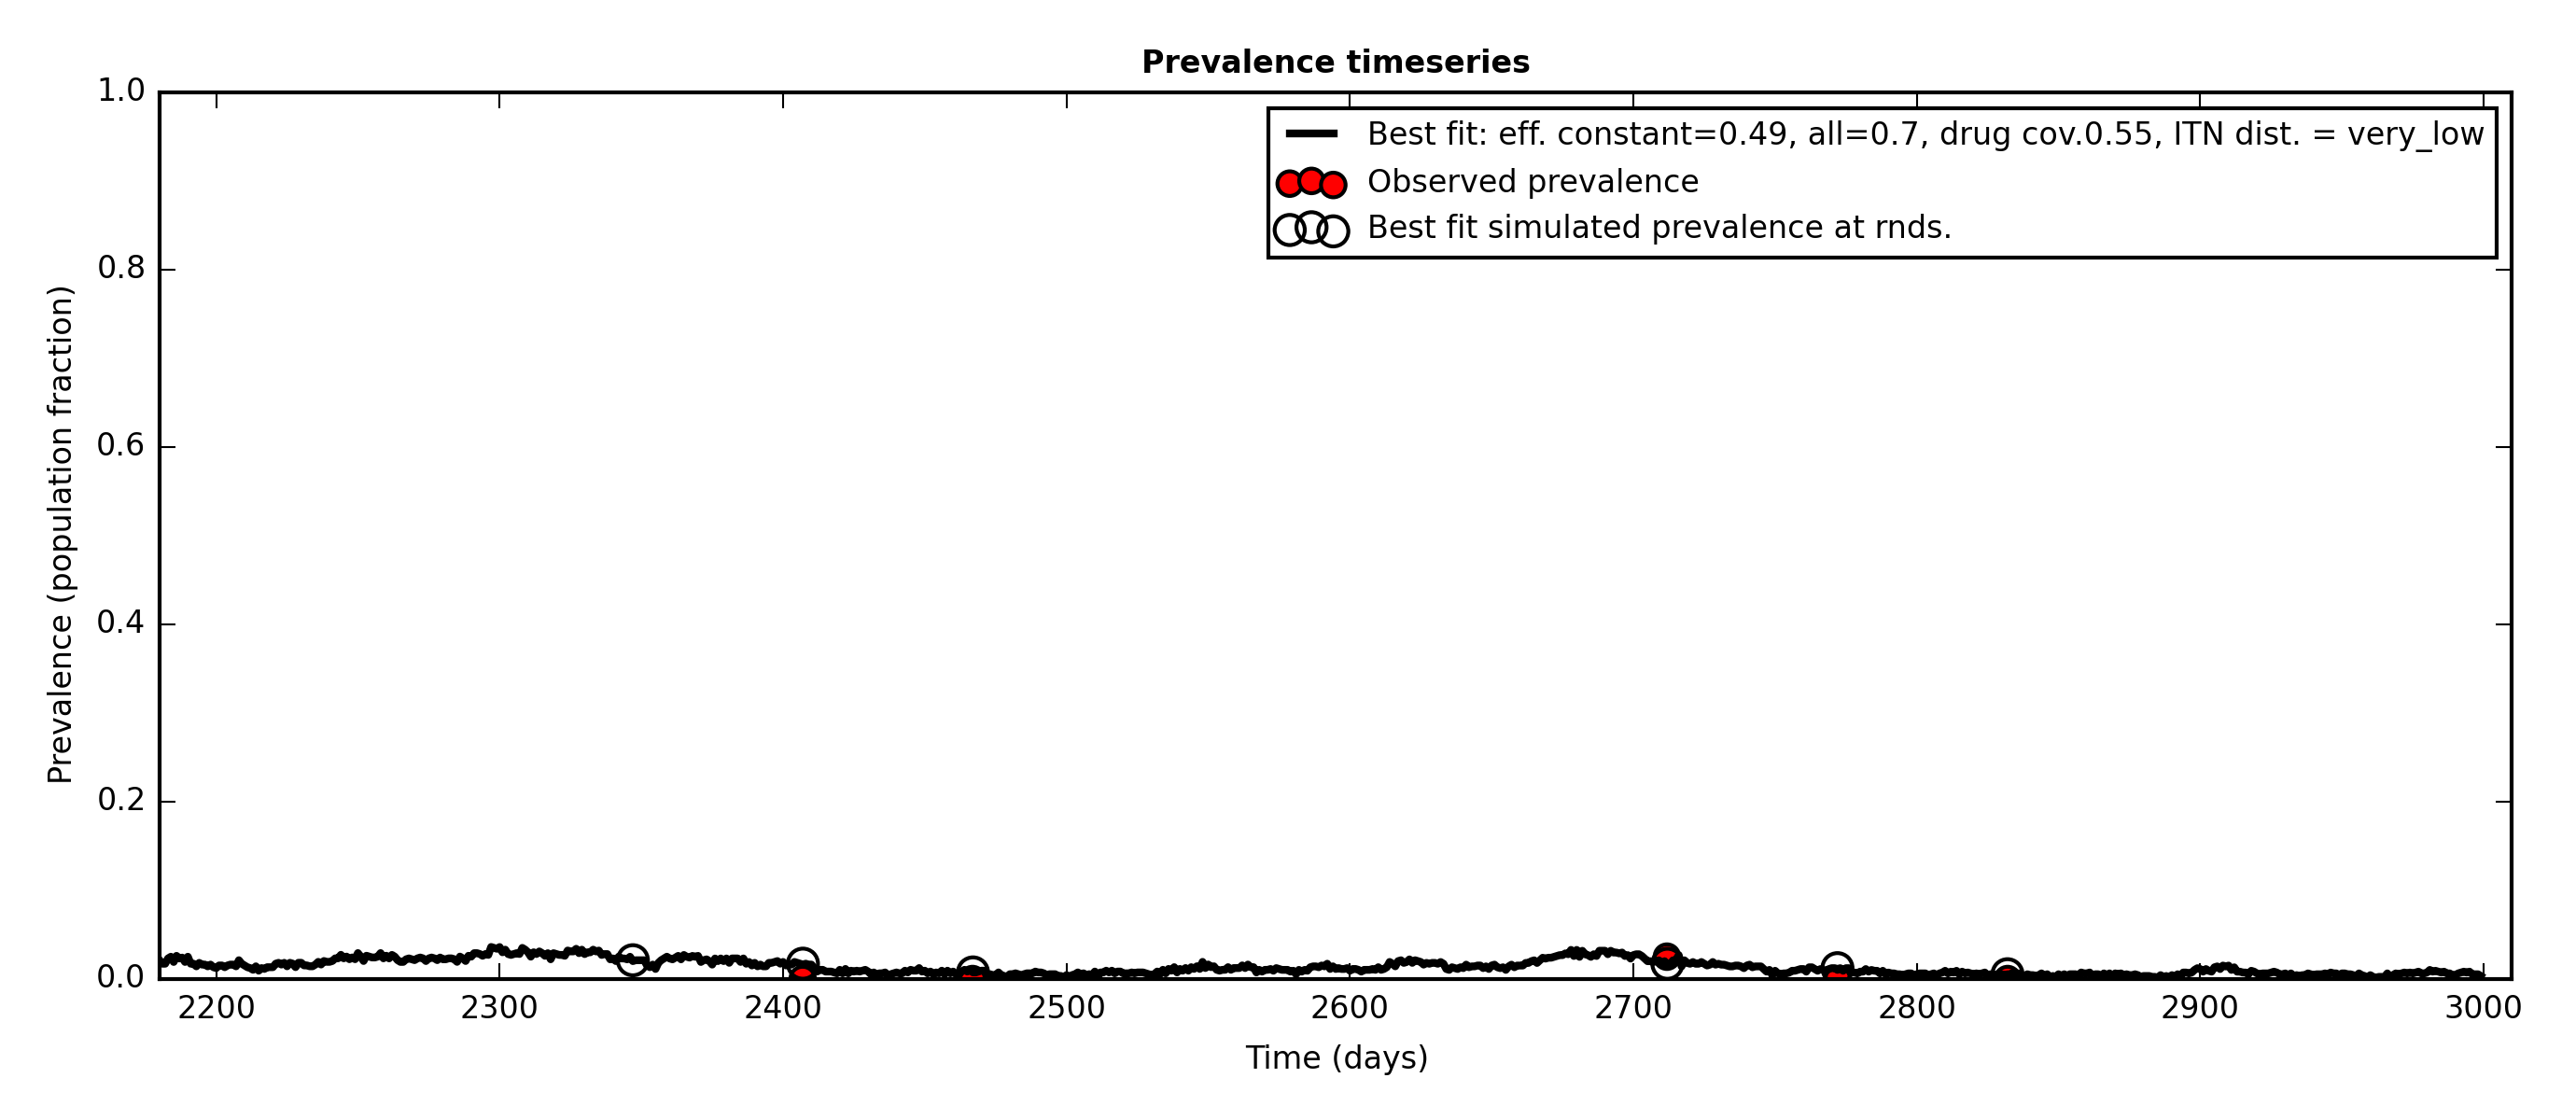 Prevalence timeseries
1.0
0.8
0.6
0.4
0.2
0.0
Prevalence (population fraction)
Best fit: eff. constant=0.49, all=0.7, drug cov.0.55, ITN dist. = very_low
Observed prevalence
Best fit simulated prevalence at rnds.
2200 2300 2400 2500 2600 2700 2800 2900 3000
Time (days)